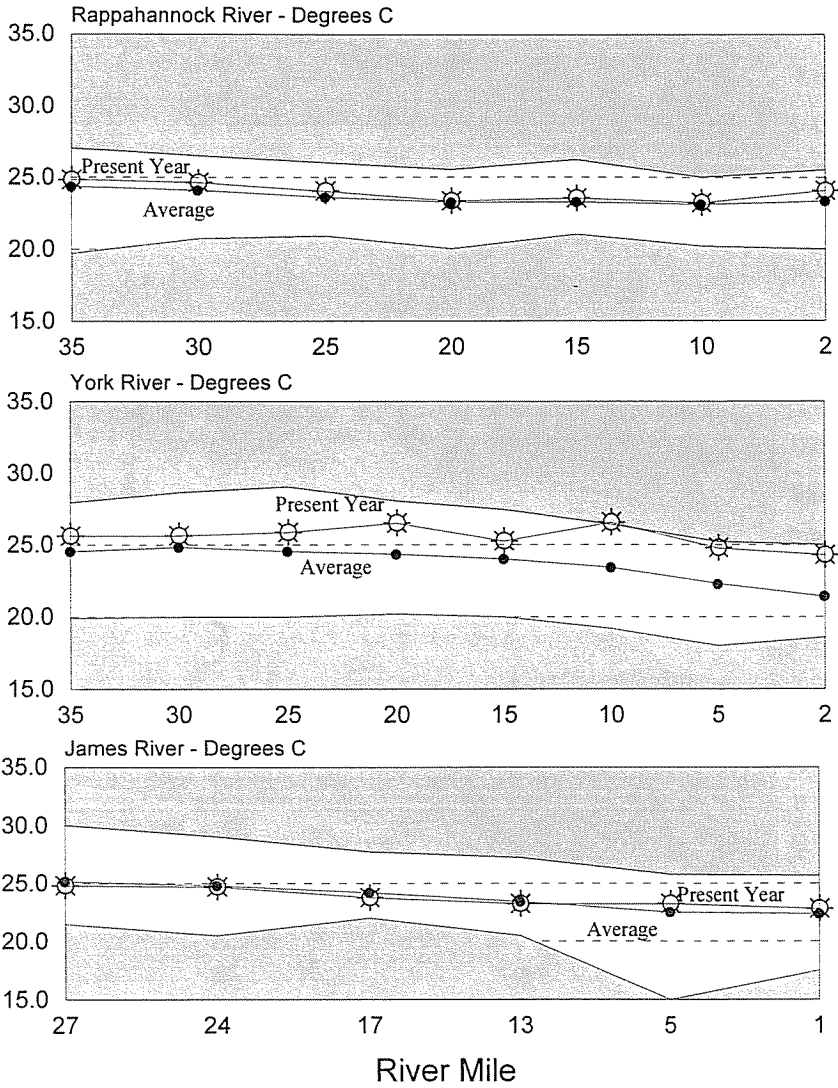 Rappahannock River - Degrees C
35.0
30.0
Present Year
25.0
Average
20.0
15.0
35 30 25 20 15 10 2
York River - Degrees C
35.0
30.0
Present Year
25.0
Average
20.0
15.0
35 30 25 20 15 10 5 2
James River - Degrees C
35.0
30.0
25.0
Present Year
Average
20.0
15.0
27 24 17 13 5 1
River Mile